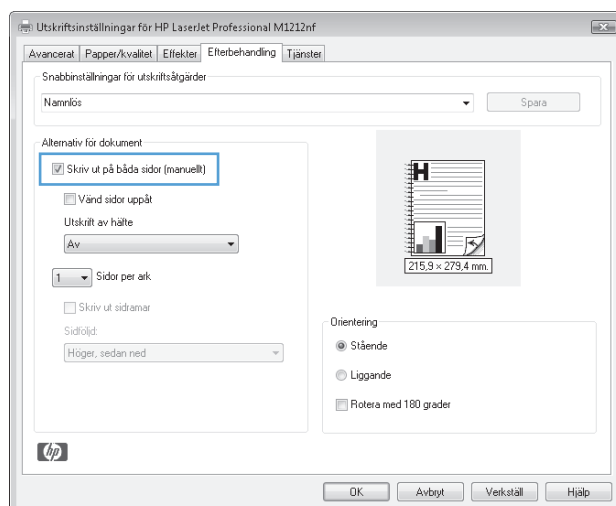 Utskriftsinställningar för HP LaserJet Professional M1212nf
Avancerat Papper/kvalitet Effekter Efterbehandling Tjänster
Snabbinställningar för utskriftsåtgärder
Namnlös
Spara
Alternativ för dokument
Skriv ut på båda sidor (manuellt)
Vänd sidor uppåt
Utskrift av häfte
Av
1 Sidor per ark
Skriv ut sidramar
Sidföljd:
Höger, sedan ned
H
215,9 × 279,4 mm.
Orientering
Stående
Liggande
Rotera med 180 grader
hp
OK Avbryt Verkställ Hjälp